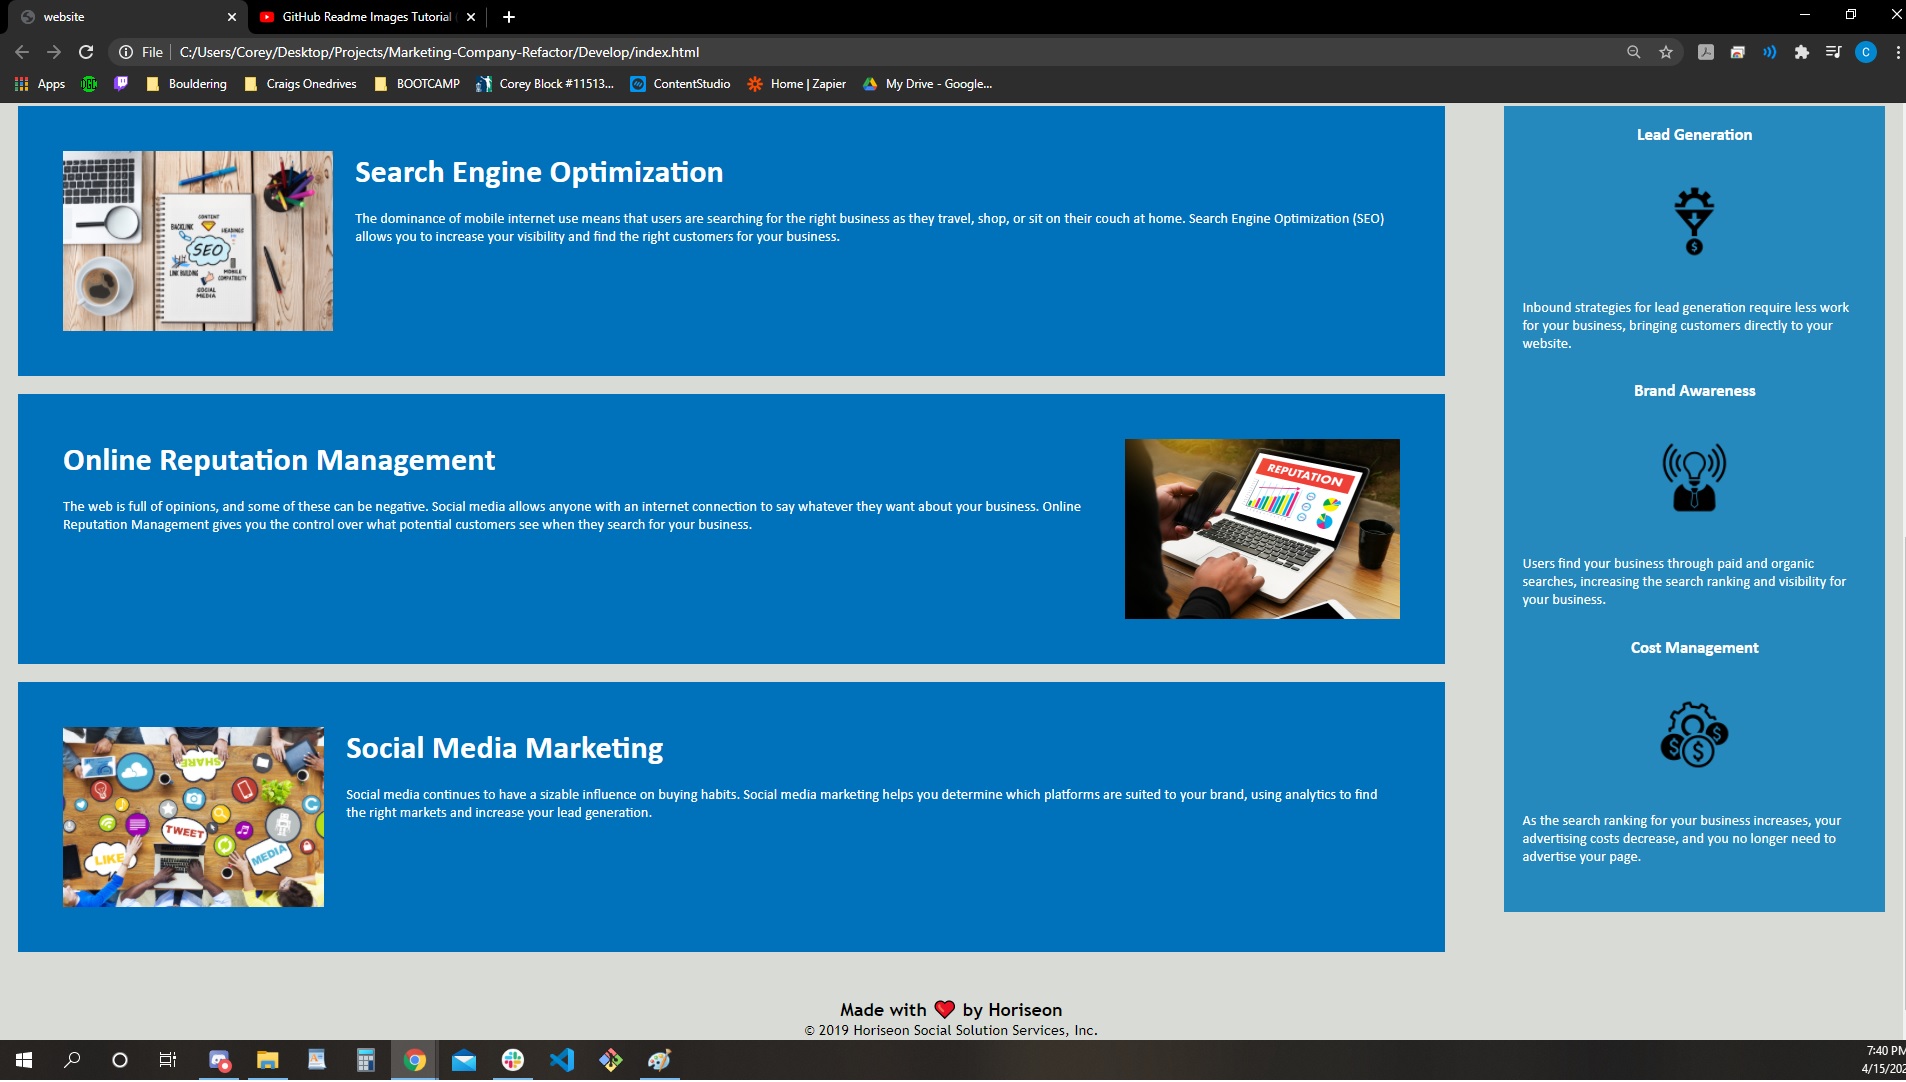 website
GitHub Readme Images Tutorial
File
C:/Users/Corey/Desktop/Projects/Marketing-Company-Refactor/Develop/index.html
C
Apps
Bouldering
Craigs Onedrives
BOOTCAMP
Corey Block #11513...
ContentStudio
Home | Zapier
My Drive - Google...
Search Engine Optimization
The dominance of mobile internet use means that users are searching for the right business as they travel, shop, or sit on their couch at home. Search Engine Optimization (SEO)
allows you to increase your visibility and find the right customers for your business.
CONTENT
BACKLINK
HEADINGS
SEO
LINK BUILDING
MOBILE
COMPATIBILITY
SOCIAL
MEDIA
Online Reputation Management
The web is full of opinions, and some of these can be negative. Social media allows anyone with an internet connection to say whatever they want about your business. Online
Reputation Management gives you the control over what potential customers see when they search for your business.
REPUTATION
Social Media Marketing
Social media continues to have a sizable influence on buying habits. Social media marketing helps you determine which platforms are suited to your brand, using analytics to find
the right markets and increase your lead generation.
SHARE
TWEET
LIKE
MEDIA
Lead Generation
Inbound strategies for lead generation require less work
for your business, bringing customers directly to your
website.
Brand Awareness
Users find your business through paid and organic
searches, increasing the search ranking and visibility for
your business.
Cost Management
As the search ranking for your business increases, your
advertising costs decrease, and you no longer need to
advertise your page.
Made with ❤️ by Horiseon
© 2019 Horiseon Social Solution Services, Inc.
7:40 PM
4/15/202